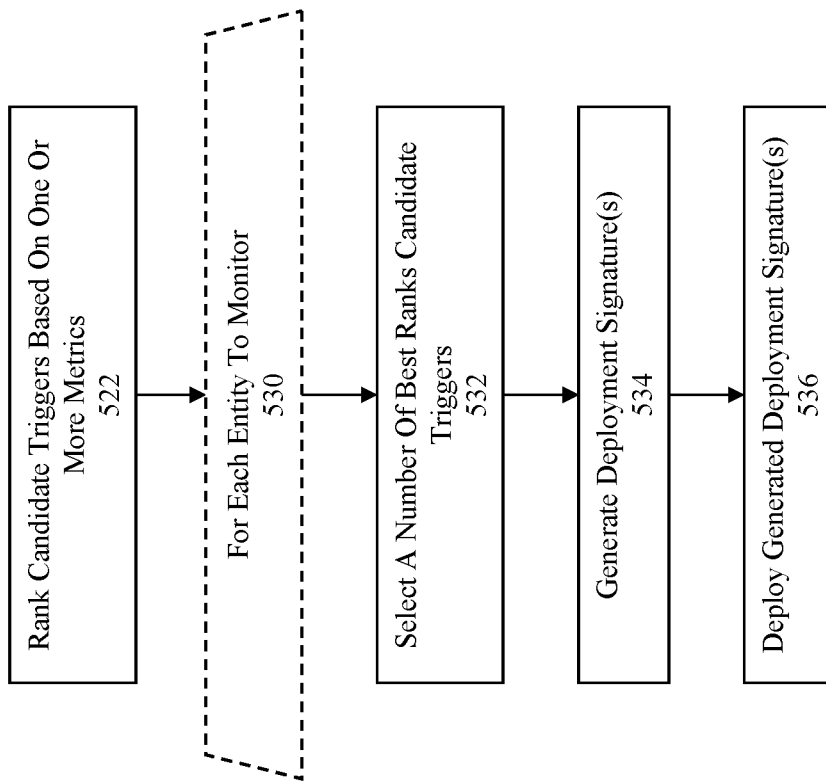 Rank Candidate Triggers Based On One Or
More Metrics
522
For Each Entity To Monitor
530
Select A Number Of Best Ranks Candidate
Triggers
532
Generate Deployment Signature(s)
534
Deploy Generated Deployment Signature(s)
536